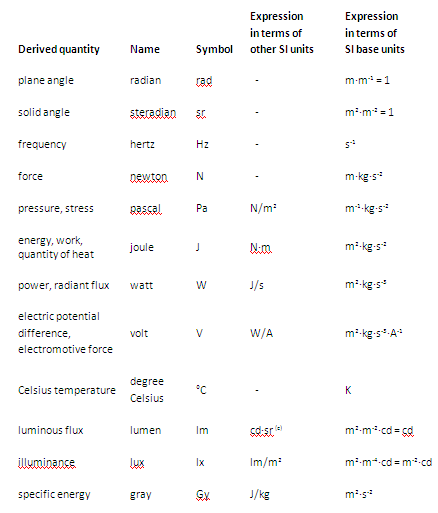 Derived quantity Name Symbol Expression in terms of other SI units Expression in terms of SI base units
plane angle radian rad - m·m⁻¹ = 1
solid angle steradian sr - m²·m⁻² = 1
frequency hertz Hz - s⁻¹
force newton N - m·kg·s⁻²
pressure, stress pascal Pa N/m² m⁻¹·kg·s⁻²
energy, work, quantity of heat joule J N·m m²·kg·s⁻²
power, radiant flux watt W J/s m²·kg·s⁻³
electric potential difference, electromotive force volt V W/A m²·kg·s⁻³·A⁻¹
Celsius temperature degree Celsius °C - K
luminous flux lumen lm cd·sr⁽ᶜ⁾ m²·m⁻²·cd = cd
illuminance lux lx lm/m² m²·m⁻⁴·cd = m⁻²·cd
specific energy gray Gy J/kg m²·s⁻²